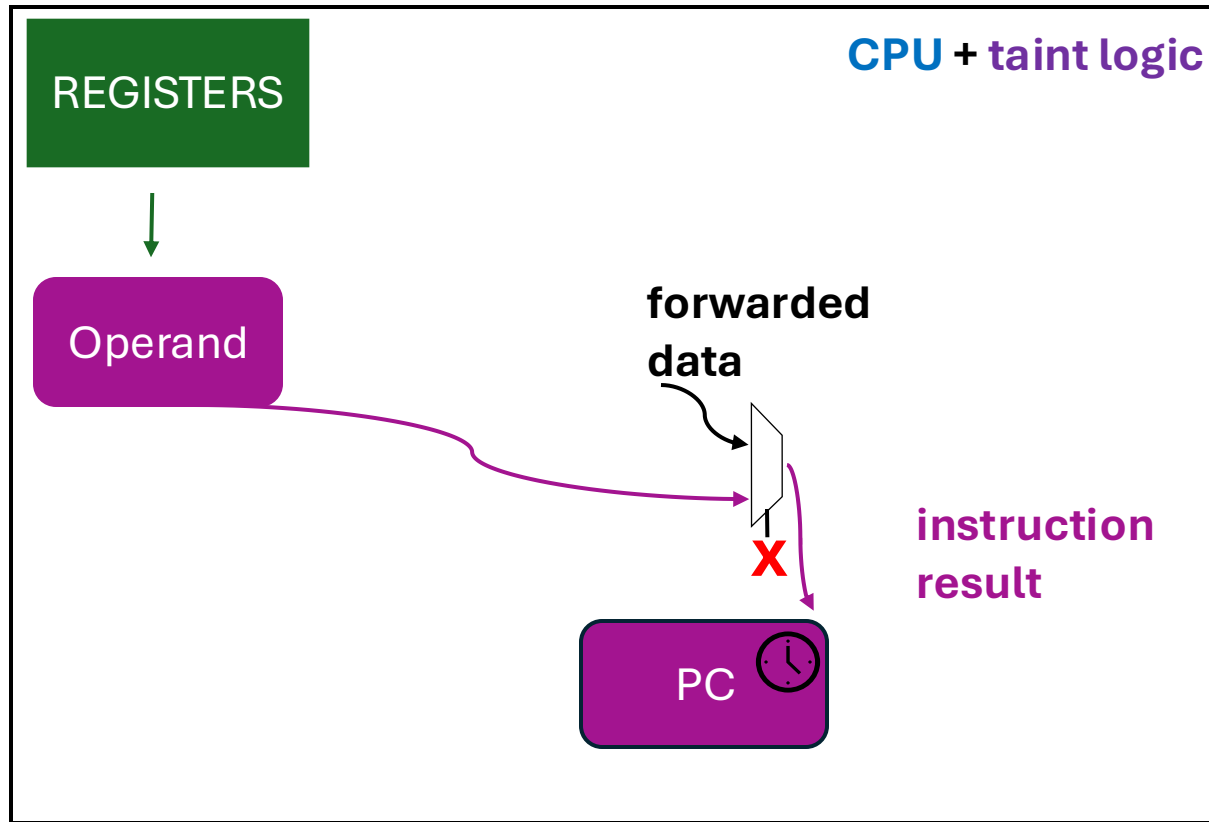 REGISTERS
CPU + taint logic
Operand
forwarded
data
X
instruction
result
PC